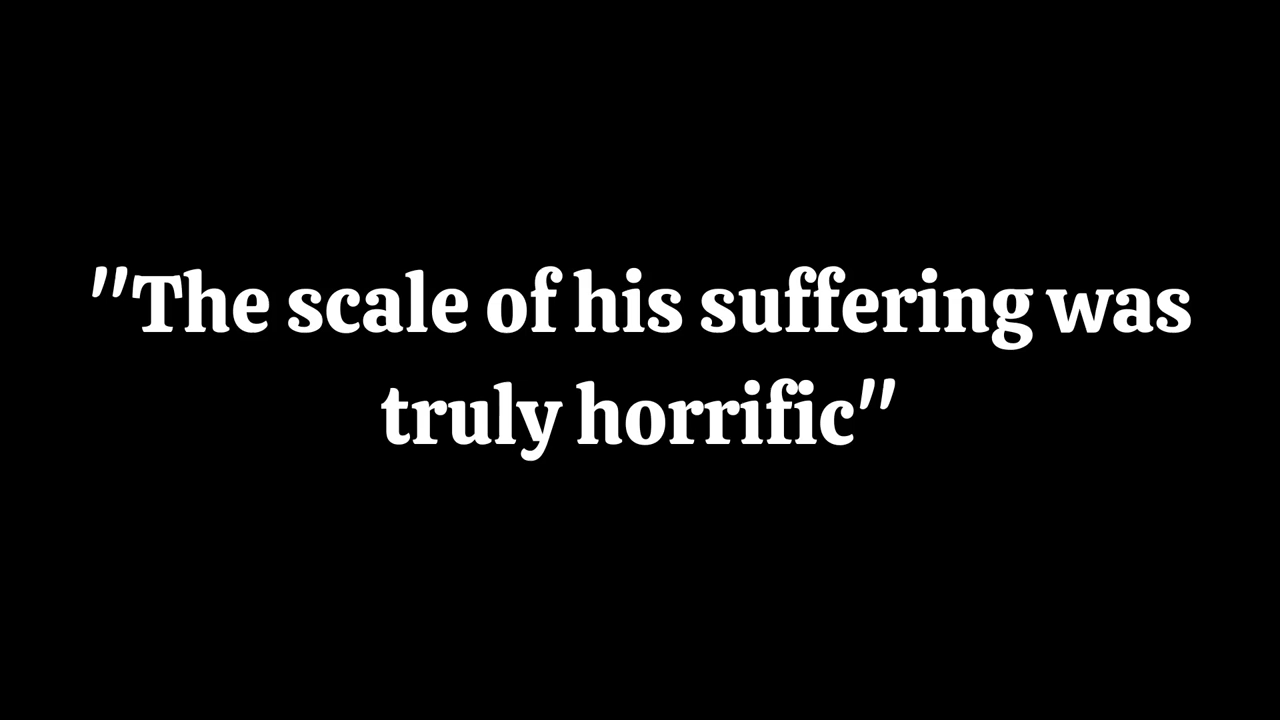 "The scale of his suffering was
truly horrific"